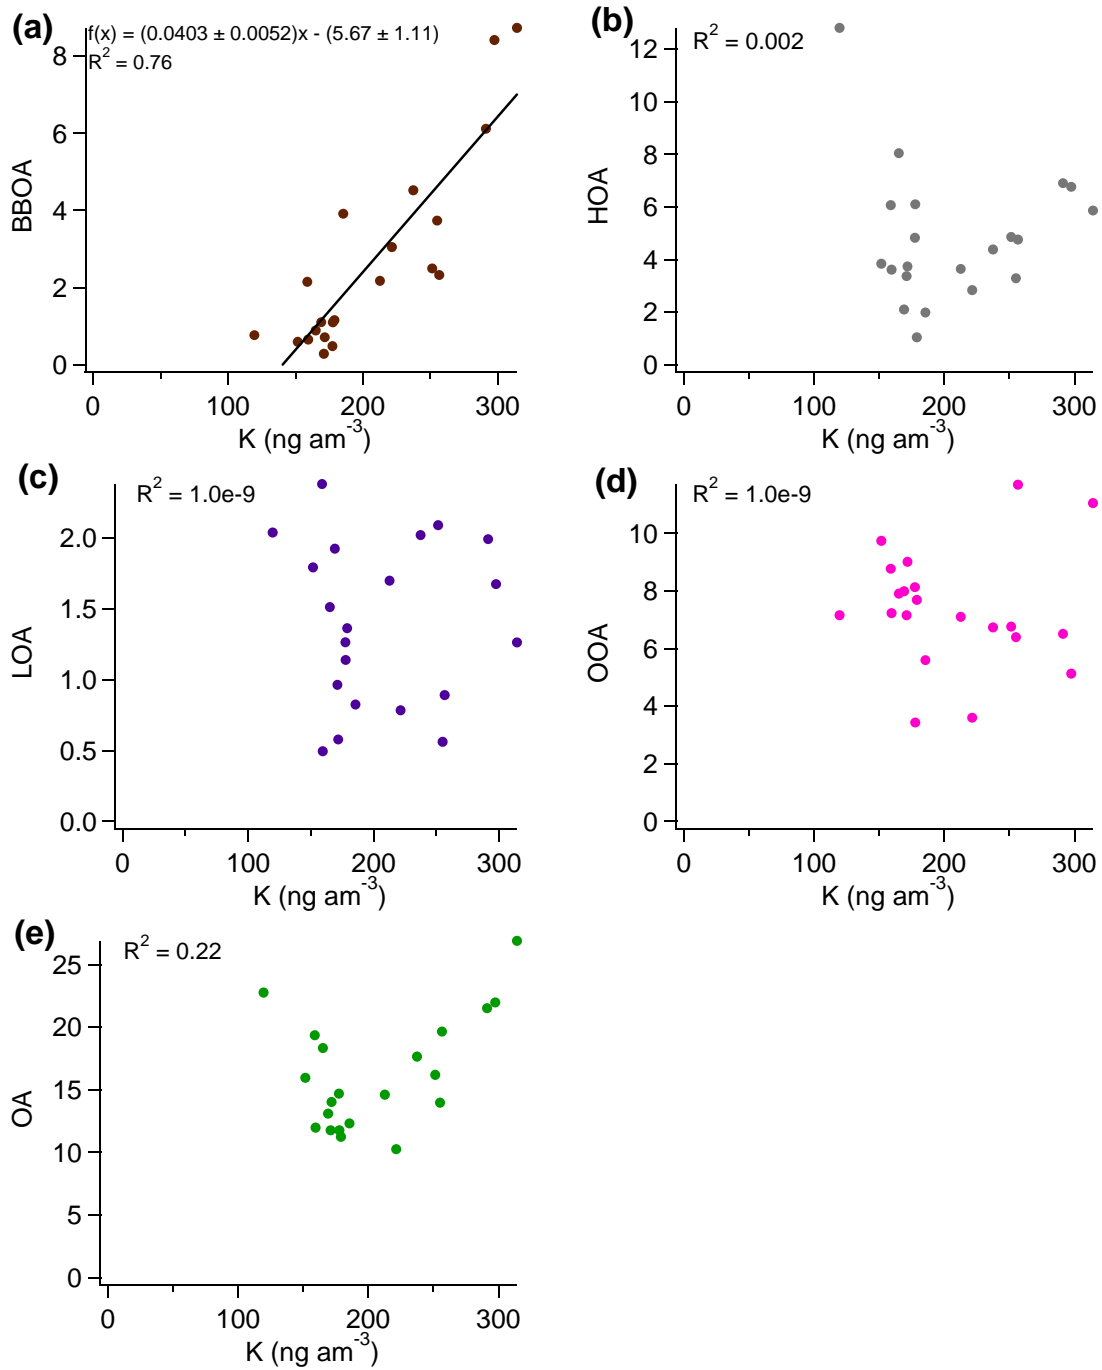 (a)
f(x) = (0.0403 ± 0.0052)x - (5.67 ± 1.11)
R² = 0.76
8
6
4
2
0
BBOA
0
100
200
300
K (ng am⁻³)
(b)
R² = 0.002
12
10
8
6
4
2
0
HOA
0
100
200
300
K (ng am⁻³)
(c)
R² = 1.0e-9
2.0
1.5
1.0
0.5
0.0
LOA
0
100
200
300
K (ng am⁻³)
(d)
R² = 1.0e-9
10
8
6
4
2
0
OOA
0
100
200
300
K (ng am⁻³)
(e)
R² = 0.22
25
20
15
10
5
0
OA
0
100
200
300
K (ng am⁻³)